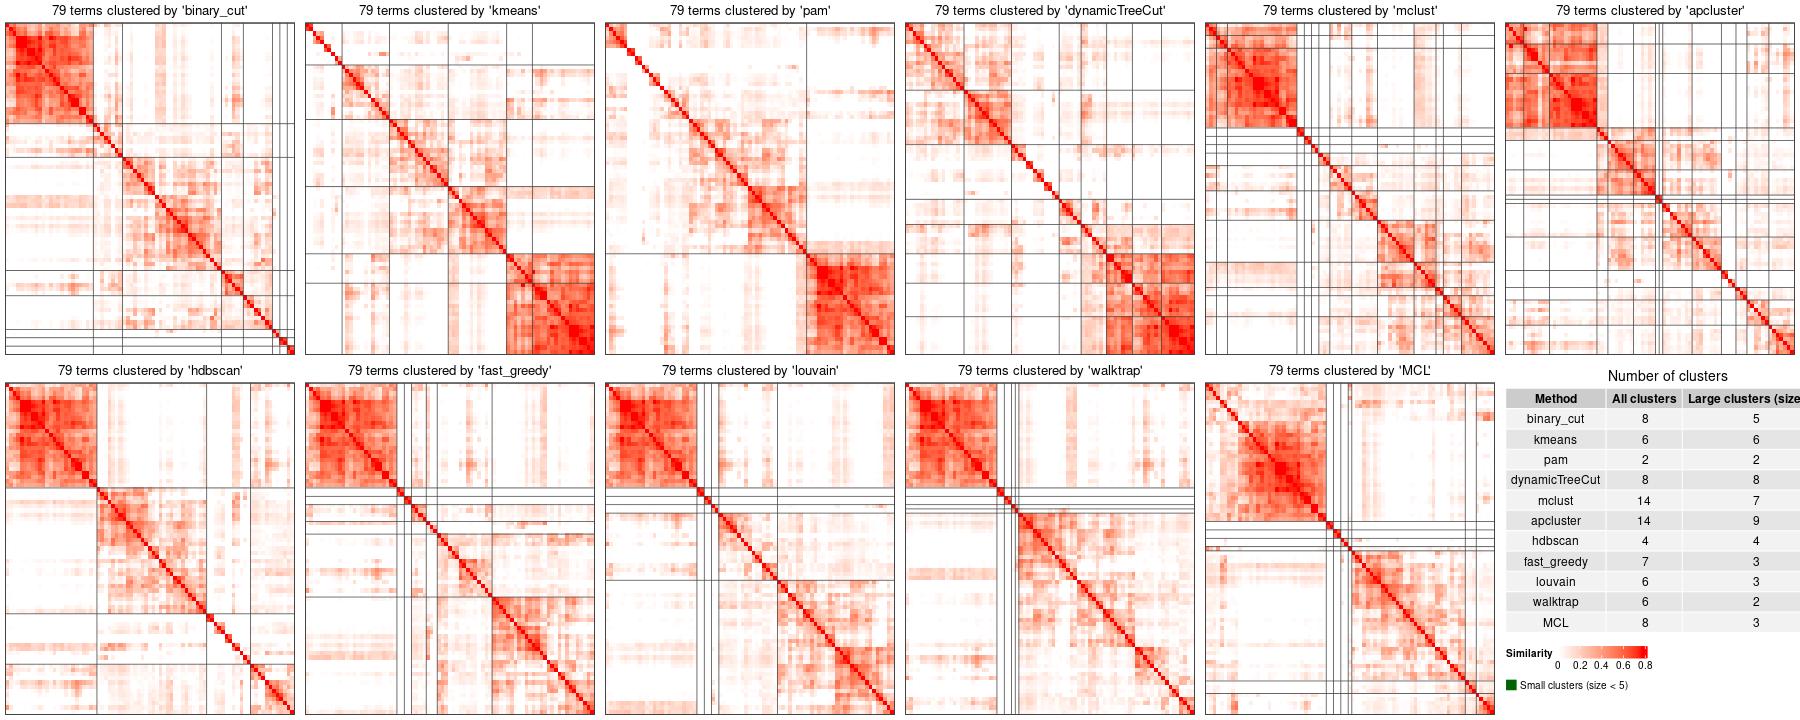 79 terms clustered by 'binary_cut'
79 terms clustered by 'kmeans'
79 terms clustered by 'pam'
79 terms clustered by 'dynamicTreeCut'
79 terms clustered by 'mclust'
79 terms clustered by 'apcluster'
79 terms clustered by 'hdbscan'
79 terms clustered by 'fast_greedy'
79 terms clustered by 'louvain'
79 terms clustered by 'walktrap'
79 terms clustered by 'MCL'
Number of clusters
Method All clusters Large clusters (size
binary_cut 8 5
kmeans 6 6
pam 2 2
dynamicTreeCut 8 8
mclust 14 7
apcluster 14 9
hdbscan 4 4
fast_greedy 7 3
louvain 6 3
walktrap 6 2
MCL 8 3
Similarity
0 0.2 0.4 0.6 0.8
Small clusters (size < 5)